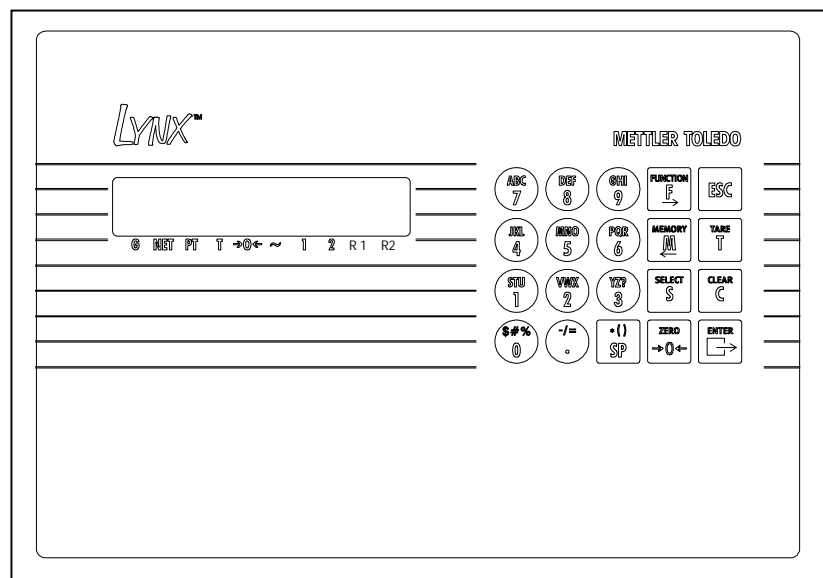 LYNX™
METTLER TOLEDO
ABC DEF GHI FUNCTION
7 8 9 F → ESC
G NET PT T →0← ~ 1 2 R1 R2
JKL MNO PQR MEMORY TARE
4 5 6 M ← T
STU VWX YZ? SELECT CLEAR
1 2 3 S C
$#% -/= *() ZERO ENTER
0 . SP →0←